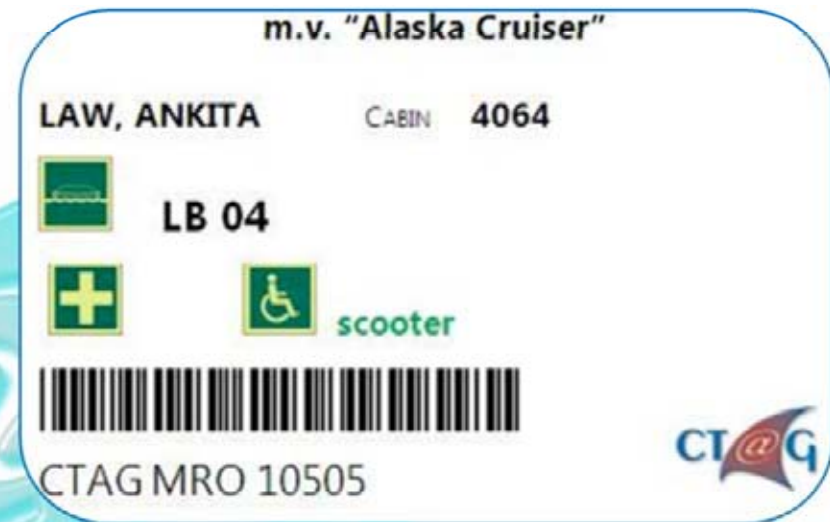 m.v. “Alaska Cruiser”
LAW, ANKITA CABIN 4064
LB 04
scooter
CTAG MRO 10505
CT@G